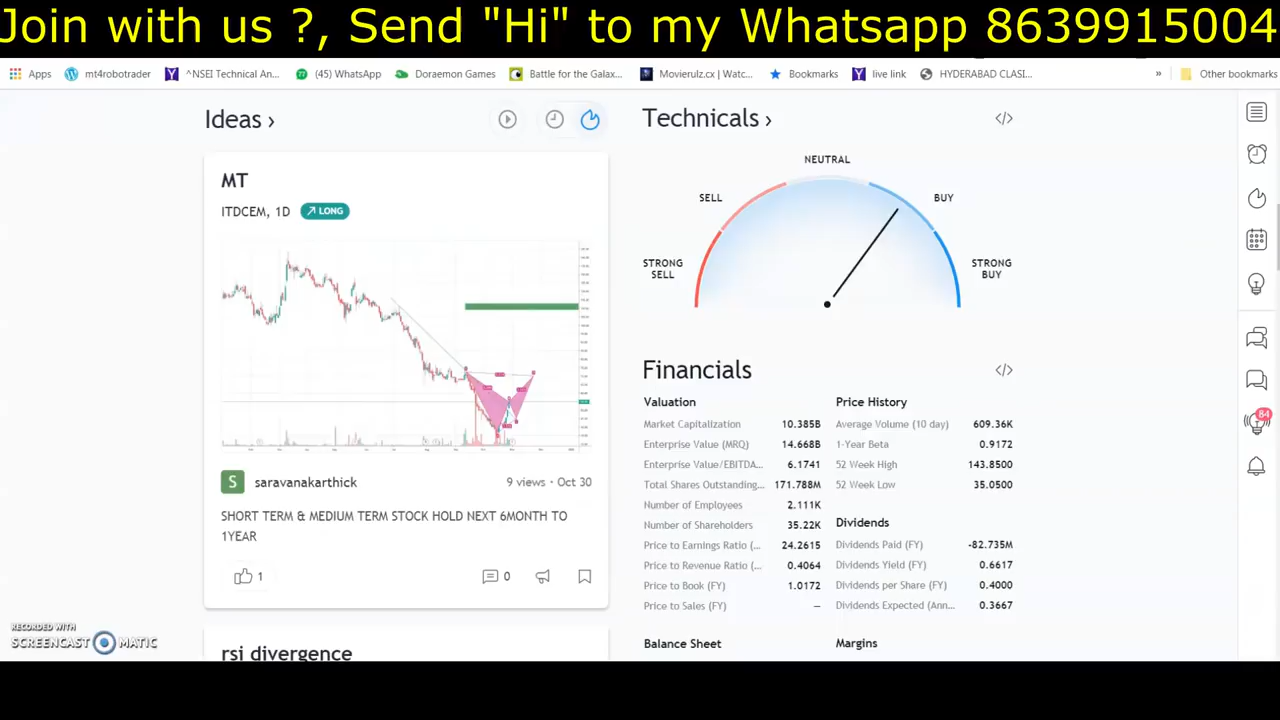 Join with us ?, Send "Hi" to my Whatsapp 8639915004
Apps mt4robotrader ^NSEI Technical An... (45) WhatsApp Doraemon Games Battle for the Galax... Movierulz.cx | Watc... Bookmarks live link HYDERABAD CLASI... » Other bookmarks
Ideas ›
MT
ITDCEM, 1D LONG
S saravanakarthick 9 views · Oct 30
SHORT TERM & MEDIUM TERM STOCK HOLD NEXT 6MONTH TO
1YEAR
1 0
rsi divergence
Technicals › </>
NEUTRAL
SELL BUY
STRONG
SELL
STRONG
BUY
Financials </>
Valuation
Market Capitalization 10.385B
Enterprise Value (MRQ) 14.668B
Enterprise Value/EBITDA... 6.1741
Total Shares Outstanding... 171.788M
Number of Employees 2.111K
Number of Shareholders 35.22K
Price to Earnings Ratio (... 24.2615
Price to Revenue Ratio (... 0.4064
Price to Book (FY) 1.0172
Price to Sales (FY) —
Balance Sheet
Price History
Average Volume (10 day) 609.36K
1-Year Beta 0.9172
52 Week High 143.8500
52 Week Low 35.0500
Dividends
Dividends Paid (FY) -82.735M
Dividends Yield (FY) 0.6617
Dividends per Share (FY) 0.4000
Dividends Expected (Ann... 0.3667
Margins
84
RECORDED WITH
SCREENCAST MATIC